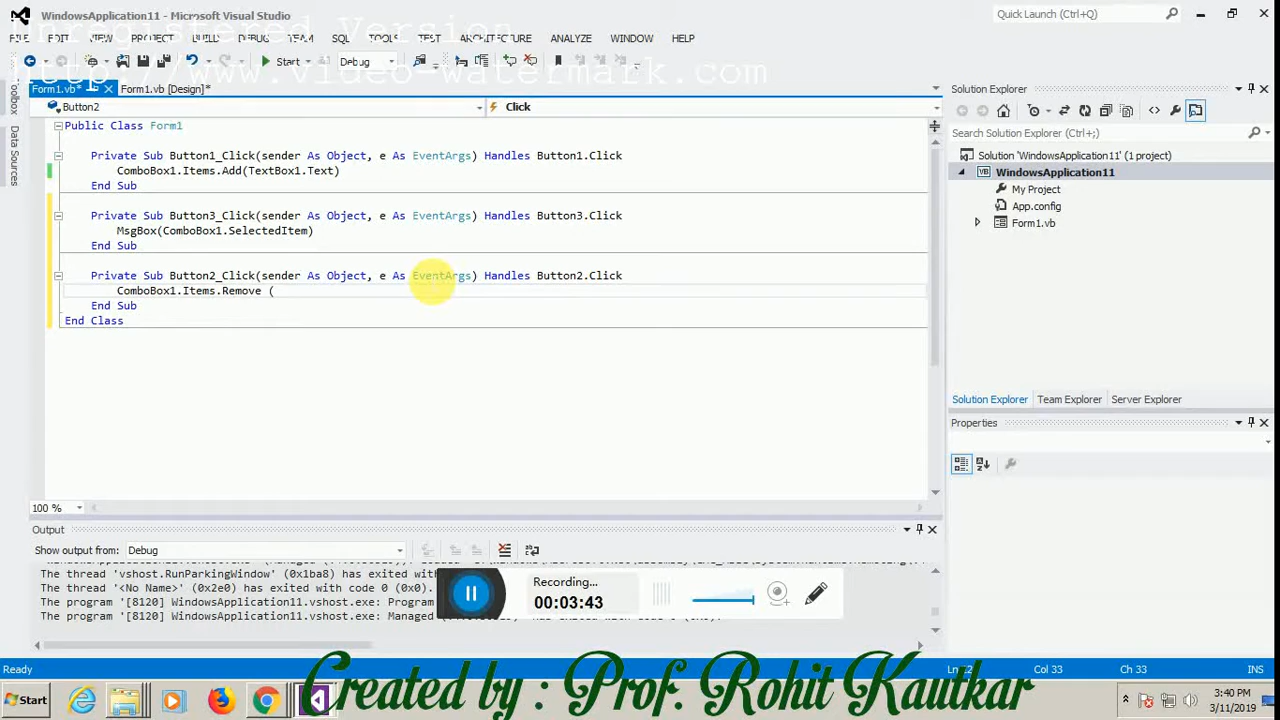 WindowsApplication11 - Microsoft Visual Studio
Quick Launch (Ctrl+Q)
Unregistered Version
FILE EDIT VIEW PROJECT BUILD DEBUG TEAM SQL TOOLS TEST ARCHITECTURE ANALYZE WINDOW HELP
Start Debug
http://www.video-watermark.com
Form1.vb* Form1.vb [Design]*
Button2 Click
Toolbox
Data Sources
Public Class Form1
Private Sub Button1_Click(sender As Object, e As EventArgs) Handles Button1.Click
ComboBox1.Items.Add(TextBox1.Text)
End Sub
Private Sub Button3_Click(sender As Object, e As EventArgs) Handles Button3.Click
MsgBox(ComboBox1.SelectedItem)
End Sub
Private Sub Button2_Click(sender As Object, e As EventArgs) Handles Button2.Click
ComboBox1.Items.Remove (
End Sub
End Class
100 %
Solution Explorer
Search Solution Explorer (Ctrl+;)
Solution 'WindowsApplication11' (1 project)
VB WindowsApplication11
My Project
App.config
Form1.vb
Solution Explorer Team Explorer Server Explorer
Properties
Output
Show output from: Debug
The thread 'vshost.RunParkingWindow' (0x1ba8) has exited with
The thread '<No Name>' (0x2e0) has exited with code 0 (0x0).
The program '[8120] WindowsApplication11.vshost.exe: Program
The program '[8120] WindowsApplication11.vshost.exe: Managed
Recording...
00:03:43
Ready Col 33 Ch 33 INS
Created by : Prof. Rohit Kautkar
Start
3:40 PM
3/11/2019